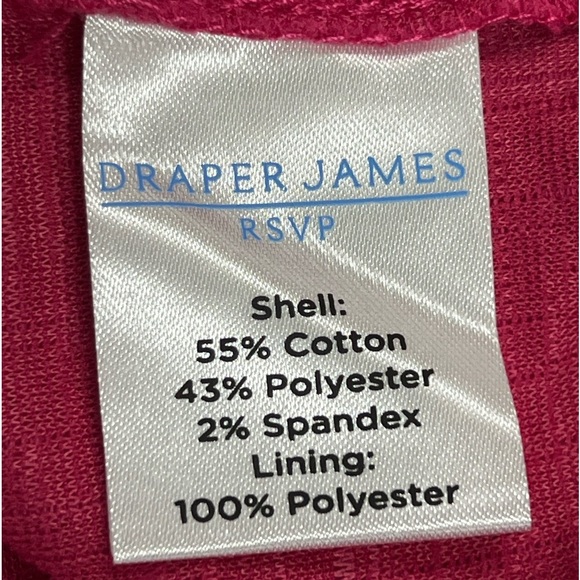 DRAPER JAMES
RSVP
Shell:
55% Cotton
43% Polyester
2% Spandex
Lining:
100% Polyester